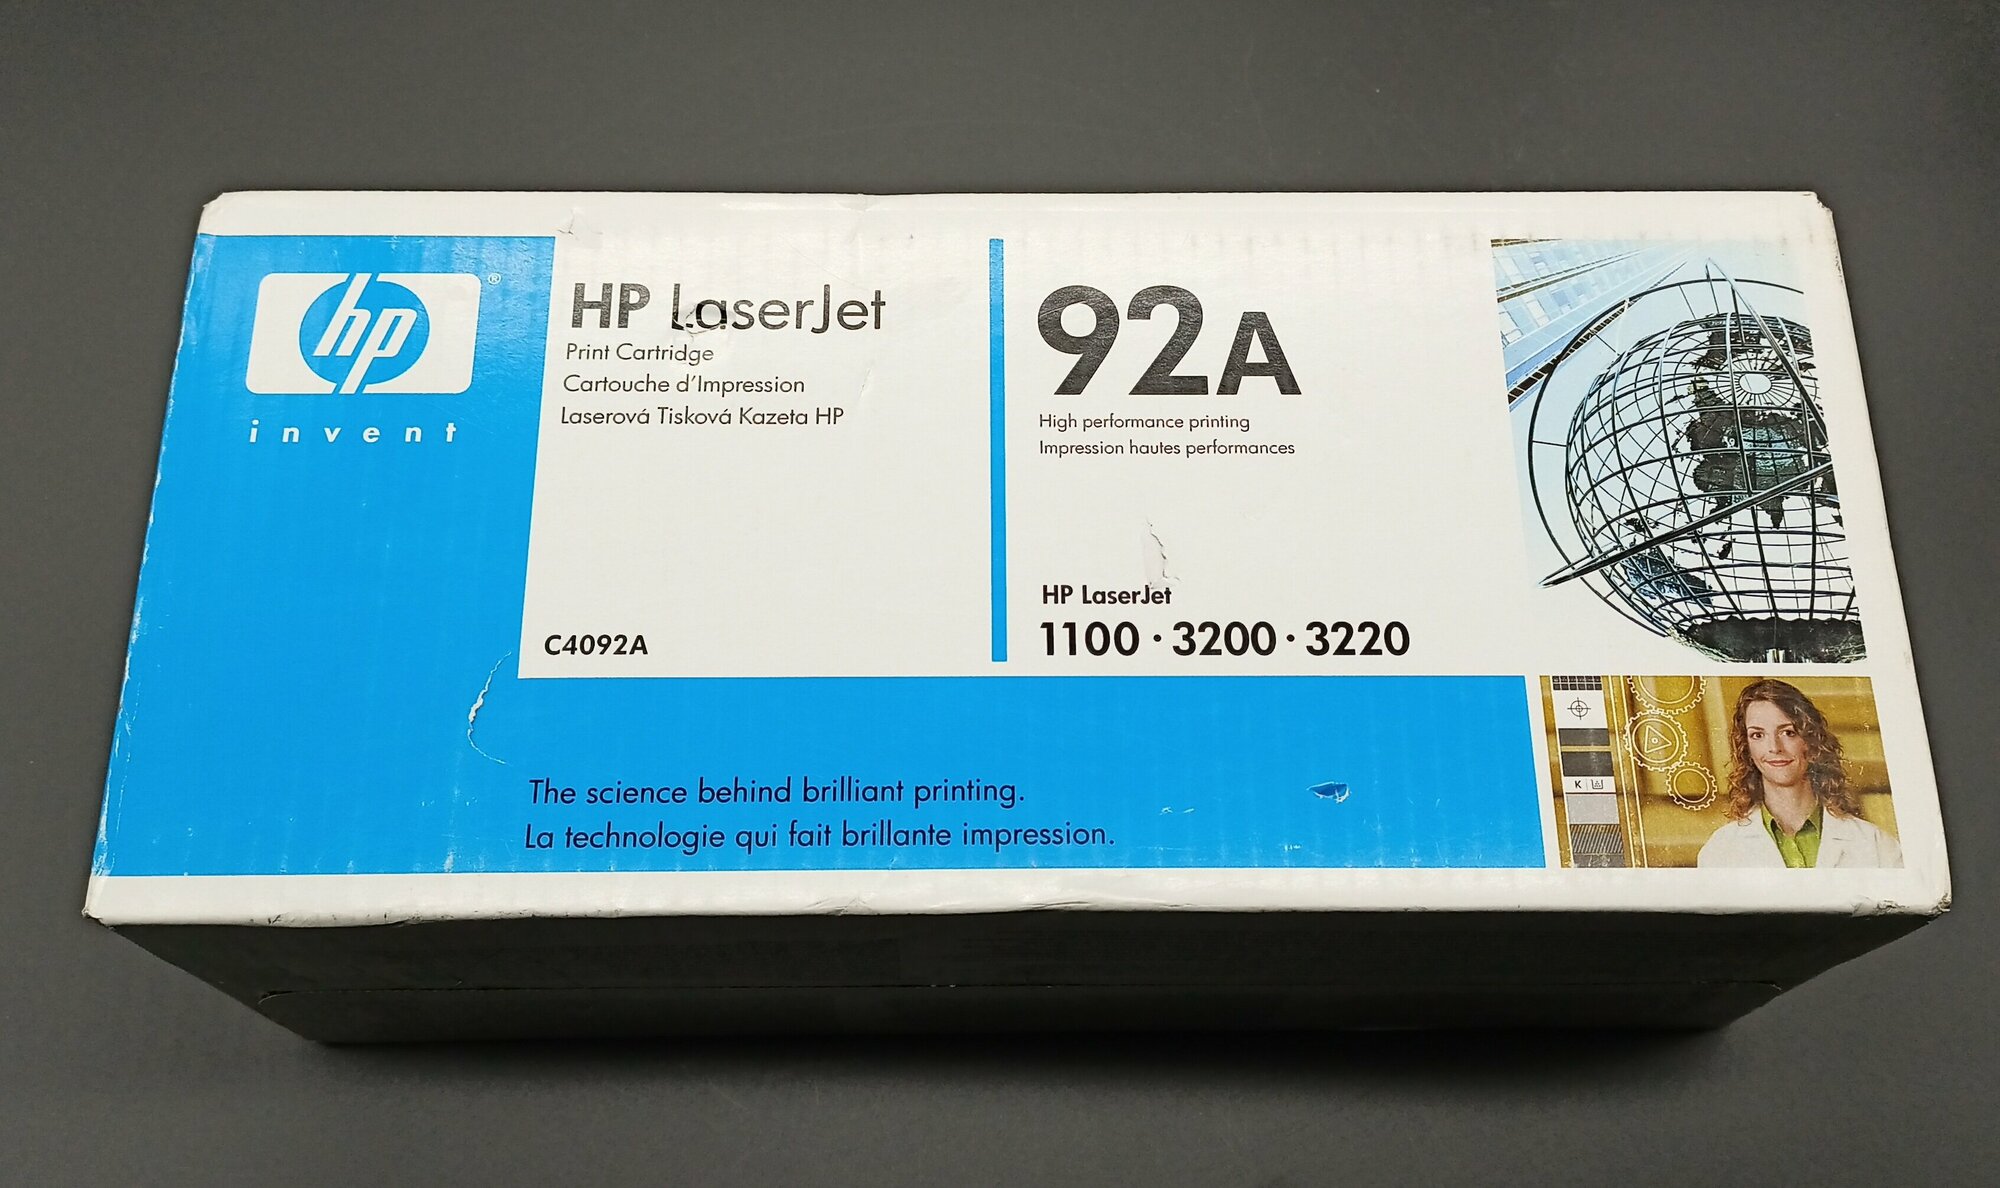 hp®
invent
HP LaserJet
Print Cartridge
Cartouche d'Impression
Laserová Tisková Kazeta HP
C4092A
92A
High performance printing
Impression hautes performances
HP LaserJet
1100 · 3200 · 3220
K
The science behind brilliant printing.
La technologie qui fait brillante impression.